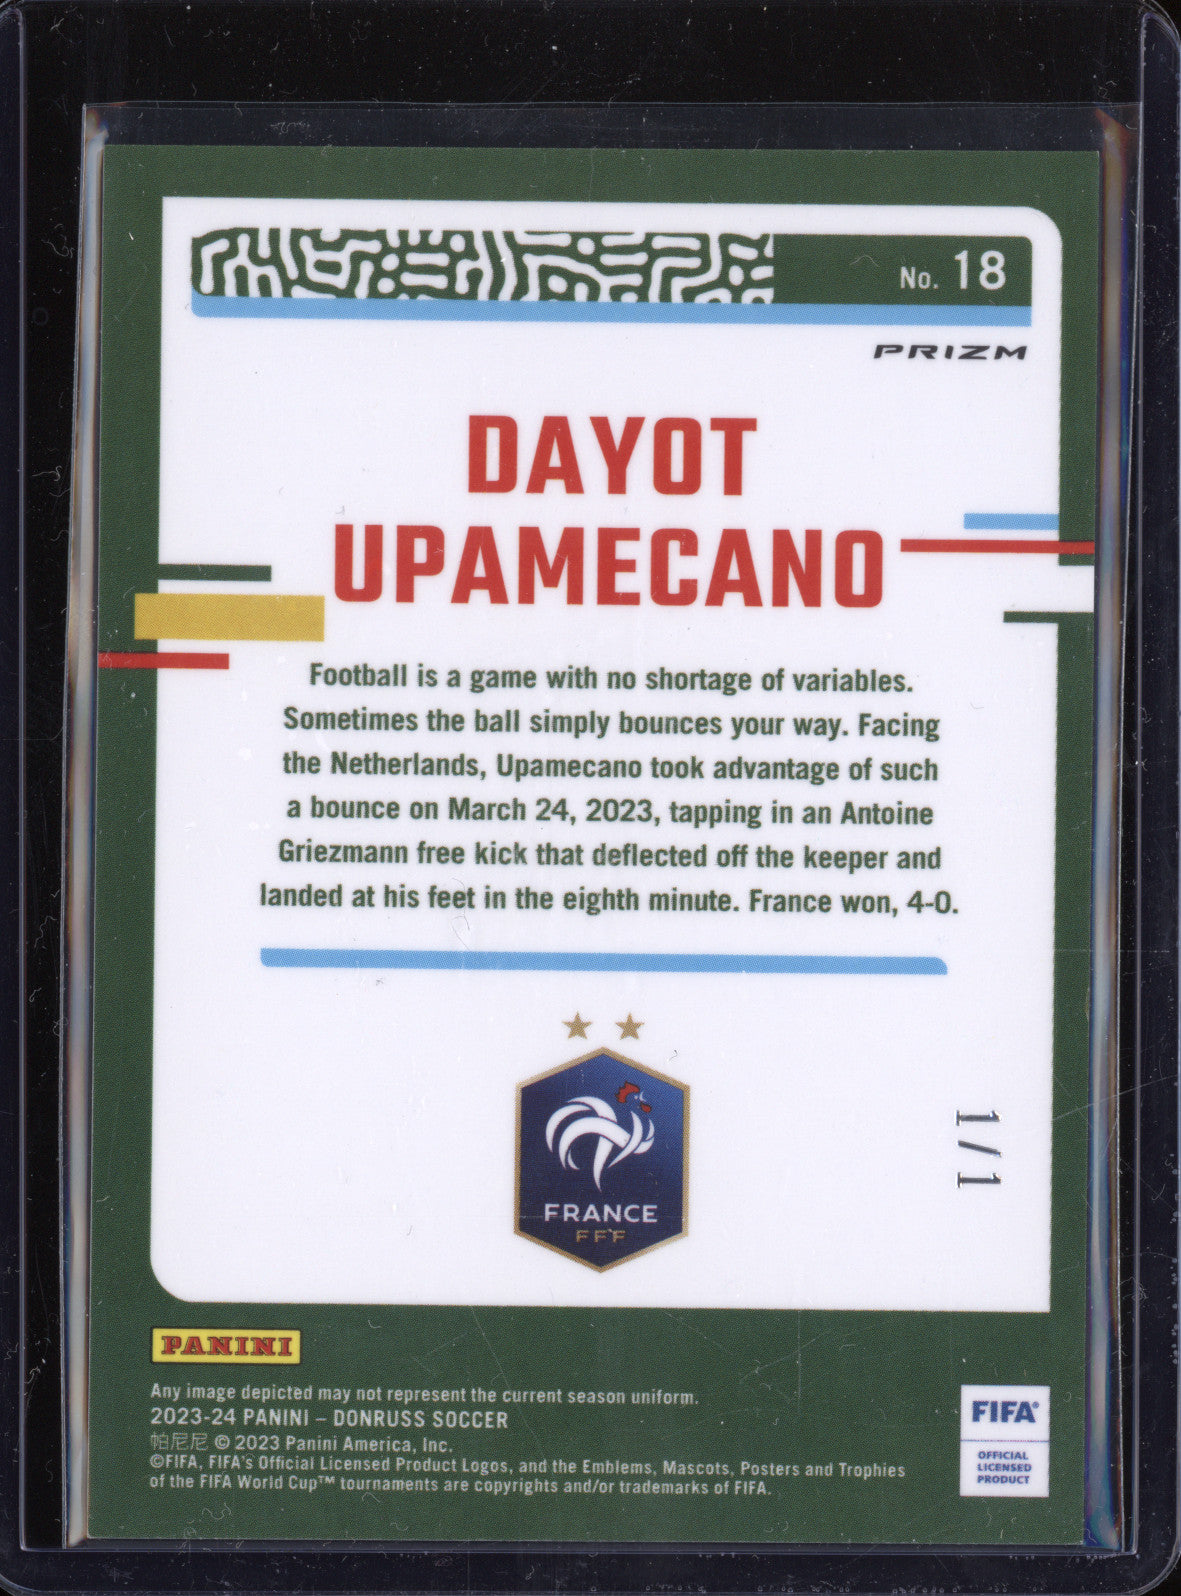 No. 18
PRIZM
DAYOT
UPAMECANO
Football is a game with no shortage of variables.
Sometimes the ball simply bounces your way. Facing
the Netherlands, Upamecano took advantage of such
a bounce on March 24, 2023, tapping in an Antoine
Griezmann free kick that deflected off the keeper and
landed at his feet in the eighth minute. France won, 4-0.
FRANCE
FFF
1/1
PANINI
Any image depicted may not represent the current season uniform.
2023-24 PANINI – DONRUSS SOCCER
帕尼尼 © 2023 Panini America, Inc.
©FIFA, FIFA's Official Licensed Product Logos, and the Emblems, Mascots, Posters and Trophies
of the FIFA World Cup™ tournaments are copyrights and/or trademarks of FIFA.
FIFA®
OFFICIAL
LICENSED
PRODUCT